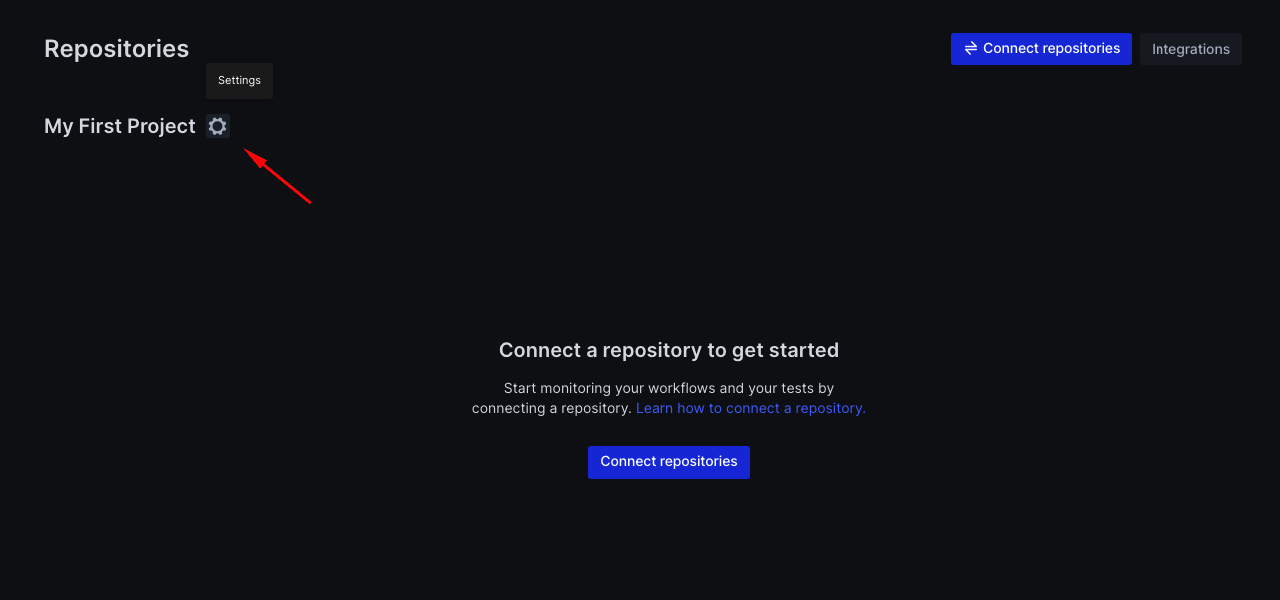 Repositories
Connect repositories
Integrations
Settings
My First Project
Connect a repository to get started
Start monitoring your workflows and your tests by
connecting a repository. Learn how to connect a repository.
Connect repositories